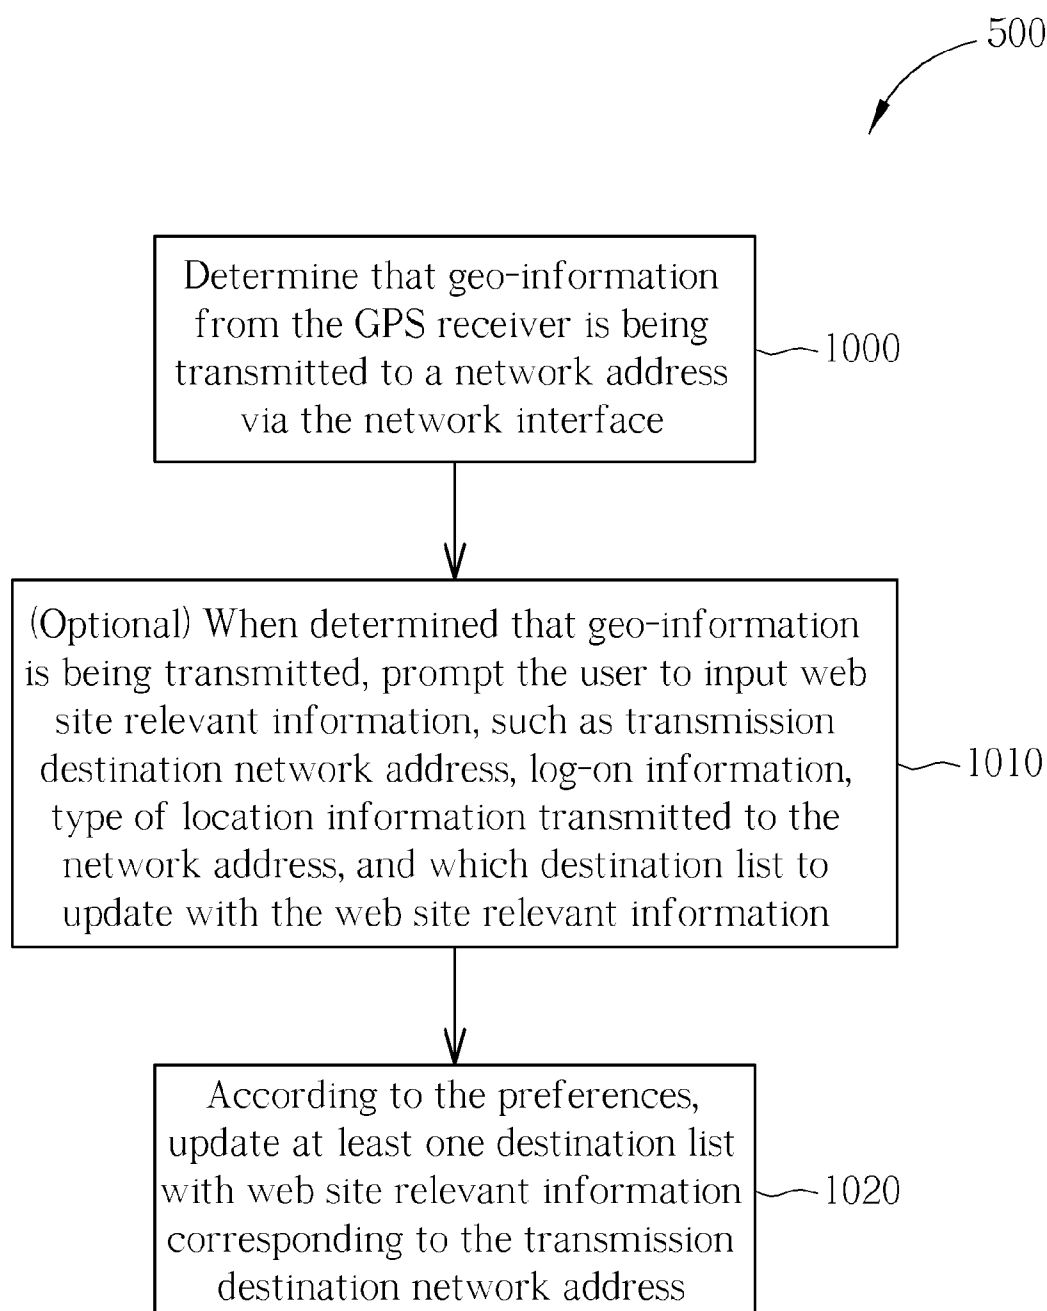 500
Determine that geo-information
from the GPS receiver is being
transmitted to a network address
via the network interface
1000
(Optional) When determined that geo-information
is being transmitted, prompt the user to input web
site relevant information, such as transmission
destination network address, log-on information,
type of location information transmitted to the
network address, and which destination list to
update with the web site relevant information
1010
According to the preferences,
update at least one destination list
with web site relevant information
corresponding to the transmission
destination network address
1020